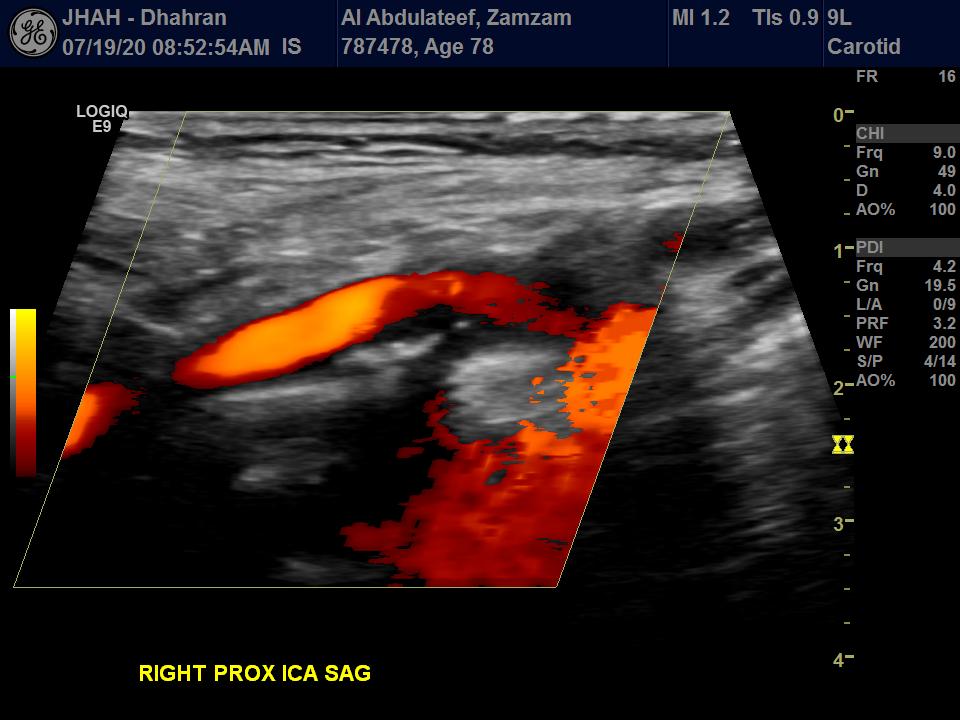 JHAH - Dhahran
07/19/20 08:52:54AM IS
Al Abdulateef, Zamzam
787478, Age 78
MI 1.2 TIs 0.9
9L
Carotid
LOGIQ
E9
FR 16
CHI
Frq 9.0
Gn 49
D 4.0
AO% 100
PDI
Frq 4.2
Gn 19.5
L/A 0/9
PRF 3.2
WF 200
S/P 4/14
AO% 100
0
1
2
3
4
RIGHT PROX ICA SAG